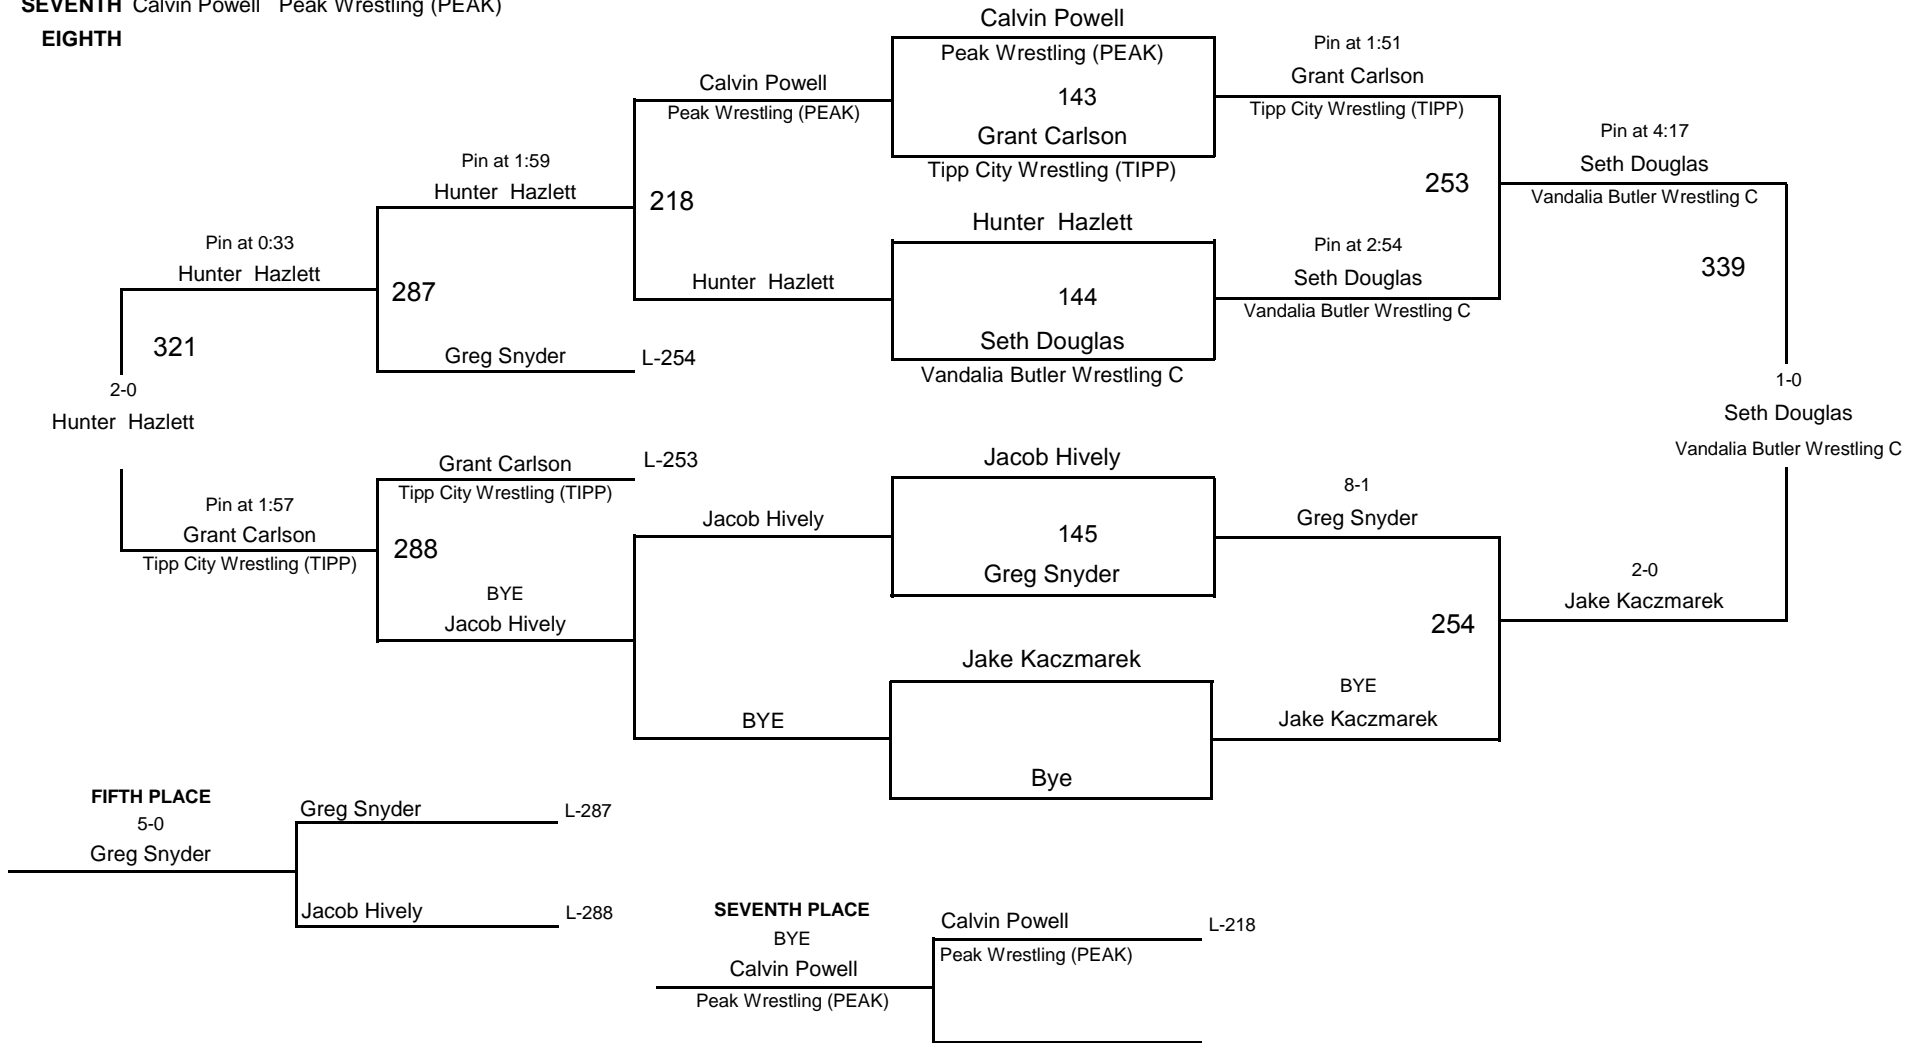 SEVENTH Calvin Powell Peak Wrestling (PEAK)
EIGHTH
Calvin Powell
Peak Wrestling (PEAK)
143
Grant Carlson
Tipp City Wrestling (TIPP)
Pin at 1:51
Grant Carlson
Tipp City Wrestling (TIPP)
Calvin Powell
Peak Wrestling (PEAK)
Pin at 4:17
Seth Douglas
Vandalia Butler Wrestling C
253
Pin at 1:59
Hunter Hazlett
218
Hunter Hazlett
144
Seth Douglas
Vandalia Butler Wrestling C
Pin at 2:54
Seth Douglas
Vandalia Butler Wrestling C
Pin at 0:33
Hunter Hazlett
287
Hunter Hazlett
339
321
Greg Snyder
L-254
2-0
Hunter Hazlett
1-0
Seth Douglas
Vandalia Butler Wrestling C
Grant Carlson
L-253
Tipp City Wrestling (TIPP)
Jacob Hively
145
Greg Snyder
8-1
Greg Snyder
Pin at 1:57
Grant Carlson
Tipp City Wrestling (TIPP)
288
Jacob Hively
BYE
Jacob Hively
2-0
Jake Kaczmarek
254
Jake Kaczmarek
Bye
BYE
Jake Kaczmarek
BYE
FIFTH PLACE
5-0
Greg Snyder
Greg Snyder
L-287
Jacob Hively
L-288
SEVENTH PLACE
BYE
Calvin Powell
Peak Wrestling (PEAK)
Calvin Powell
L-218
Peak Wrestling (PEAK)